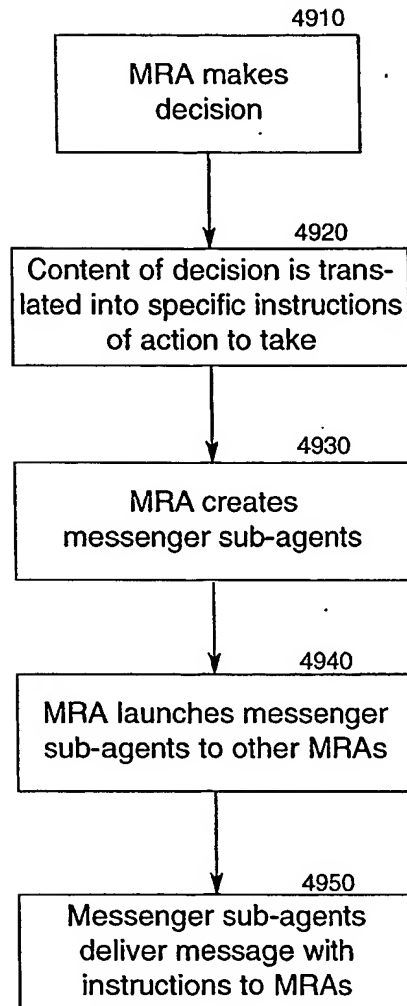 4910
MRA makes
decision
4920
Content of decision is trans-
lated into specific instructions
of action to take
4930
MRA creates
messenger sub-agents
4940
MRA launches messenger
sub-agents to other MRAs
4950
Messenger sub-agents
deliver message with
instructions to MRAs